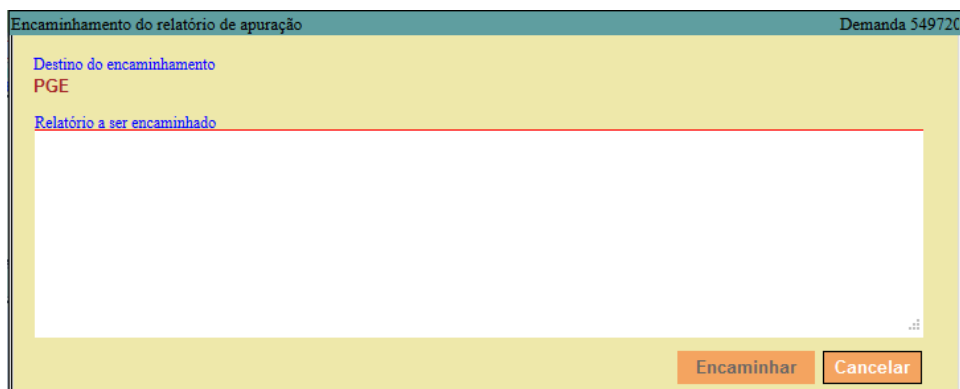 Encaminhamento do relatório de apuração Demanda 549720
Destino do encaminhamento
PGE
Relatório a ser encaminhado
Encaminhar Cancelar